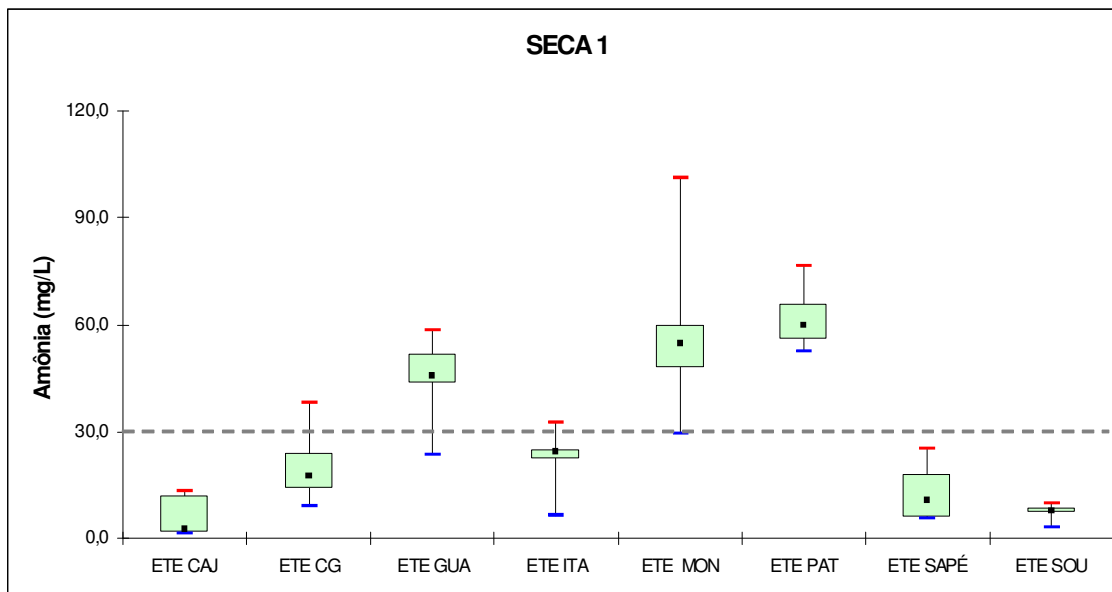 SECA 1
120,0
90,0
60,0
30,0
0,0
Amônia (mg/L)
ETE CAJ ETE CG ETE GUA ETE ITA ETE MON ETE PAT ETE SAPÉ ETE SOU